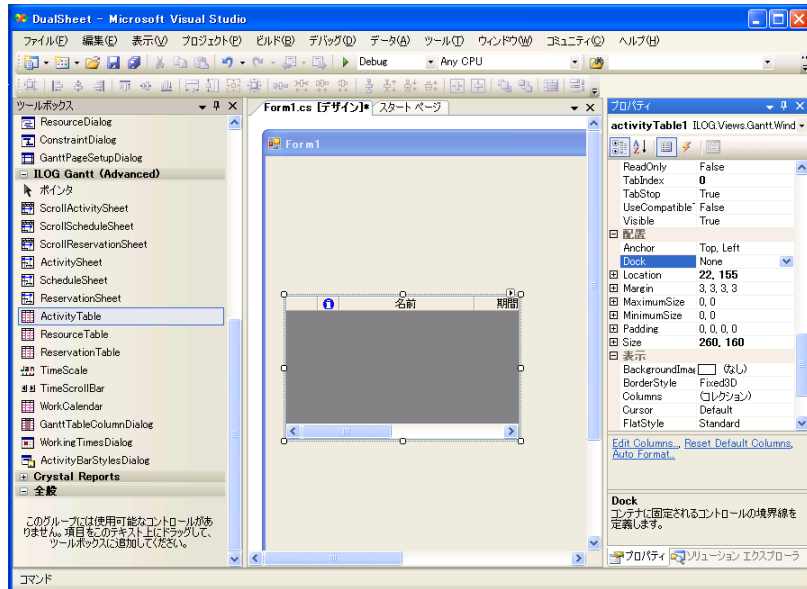 DualSheet - Microsoft Visual Studio
ファイル(F) 編集(E) 表示(V) プロジェクト(P) ビルド(B) デバッグ(D) データ(A) ツール(T) ウィンドウ(W) コミュニティ(C) ヘルプ(H)
Debug Any CPU
ツールボックス
ResourceDialog
ConstraintDialog
GanttPageSetupDialog
ILOG Gantt (Advanced)
ポインタ
ScrollActivitySheet
ScrollScheduleSheet
ScrollReservationSheet
ActivitySheet
ScheduleSheet
ReservationSheet
ActivityTable
ResourceTable
ReservationTable
TimeScale
TimeScrollBar
WorkCalendar
GanttTableColumnDialog
WorkingTimesDialog
ActivityBarStylesDialog
Crystal Reports
全般
このグループには使用可能なコントロールがあ
りません。項目をこのテキスト上にドラッグして、
ツールボックスに追加してください。
Form1.cs [デザイン]* スタート ページ
Form1
名前 期間
プロパティ
activityTable1 ILOG.Views.Gantt.Wind
ReadOnly False
TabIndex 0
TabStop True
UseCompatible False
Visible True
配置
Anchor Top, Left
Dock None
Location 22, 155
Margin 3, 3, 3, 3
MaximumSize 0, 0
MinimumSize 0, 0
Padding 0, 0, 0, 0
Size 260, 160
表示
BackgroundImag (なし)
BorderStyle Fixed3D
Columns (コレクション)
Cursor Default
FlatStyle Standard
Edit Columns..., Reset Default Columns,
Auto Format...
Dock
コンテナに固定されるコントロールの境界線を
定義します。
プロパティ ソリューション エクスプローラ
コマンド